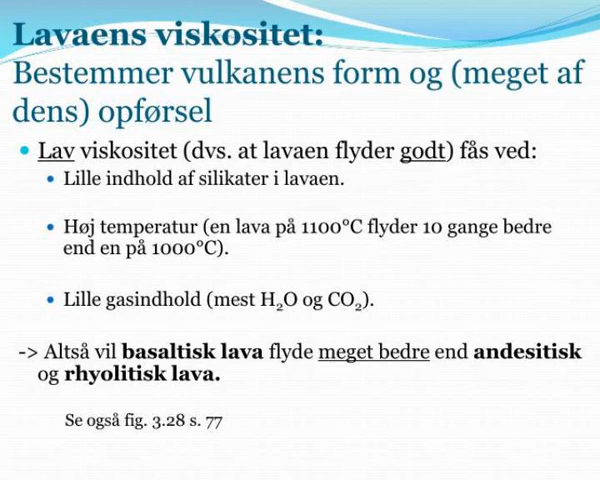 Lavaens viskositet:
Bestemmer vulkanens form og (meget af
dens) opførsel
Lav viskositet (dvs. at lavaen flyder godt) fås ved:
Lille indhold af silikater i lavaen.
Høj temperatur (en lava på 1100°C flyder 10 gange bedre
end en på 1000°C).
Lille gasindhold (mest H₂O og CO₂).
-> Altså vil basaltisk lava flyde meget bedre end andesitisk
og rhyolitisk lava.
Se også fig. 3.28 s. 77